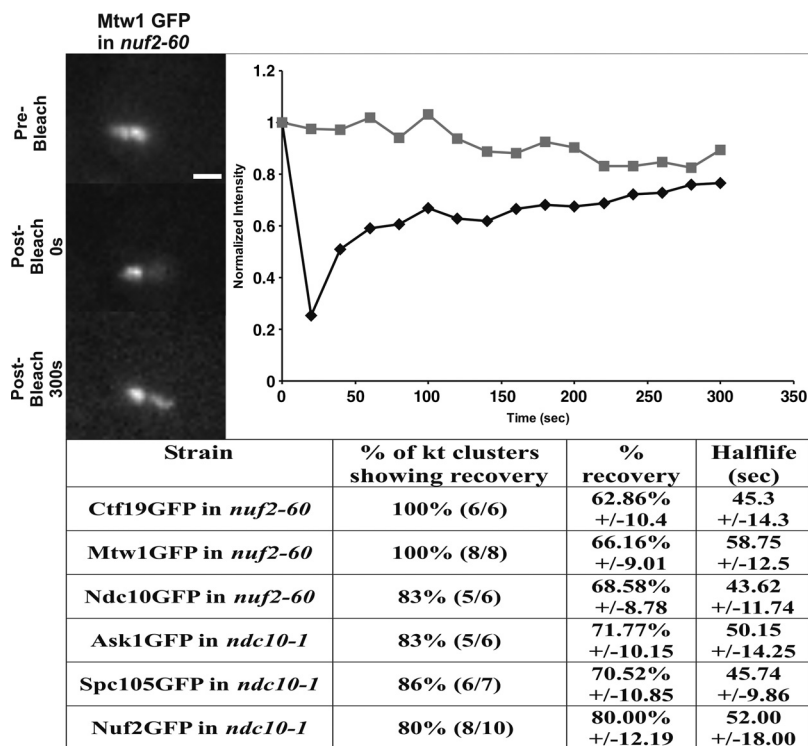 Mtw1 GFP
in nuf2-60
Pre-
Bleach
Post-
Bleach
0s
Post-
Bleach
300s
Normalized Intensity
1.2
1
0.8
0.6
0.4
0.2
0
0 50 100 150 200 250 300 350
Time (sec)
Strain % of kt clusters showing recovery % recovery Halflife (sec)
Ctf19GFP in nuf2-60 100% (6/6) 62.86% +/-10.4 45.3 +/-14.3
Mtw1GFP in nuf2-60 100% (8/8) 66.16% +/-9.01 58.75 +/-12.5
Ndc10GFP in nuf2-60 83% (5/6) 68.58% +/-8.78 43.62 +/-11.74
Ask1GFP in ndc10-1 83% (5/6) 71.77% +/-10.15 50.15 +/-14.25
Spc105GFP in ndc10-1 86% (6/7) 70.52% +/-10.85 45.74 +/-9.86
Nuf2GFP in ndc10-1 80% (8/10) 80.00% +/-12.19 52.00 +/-18.00